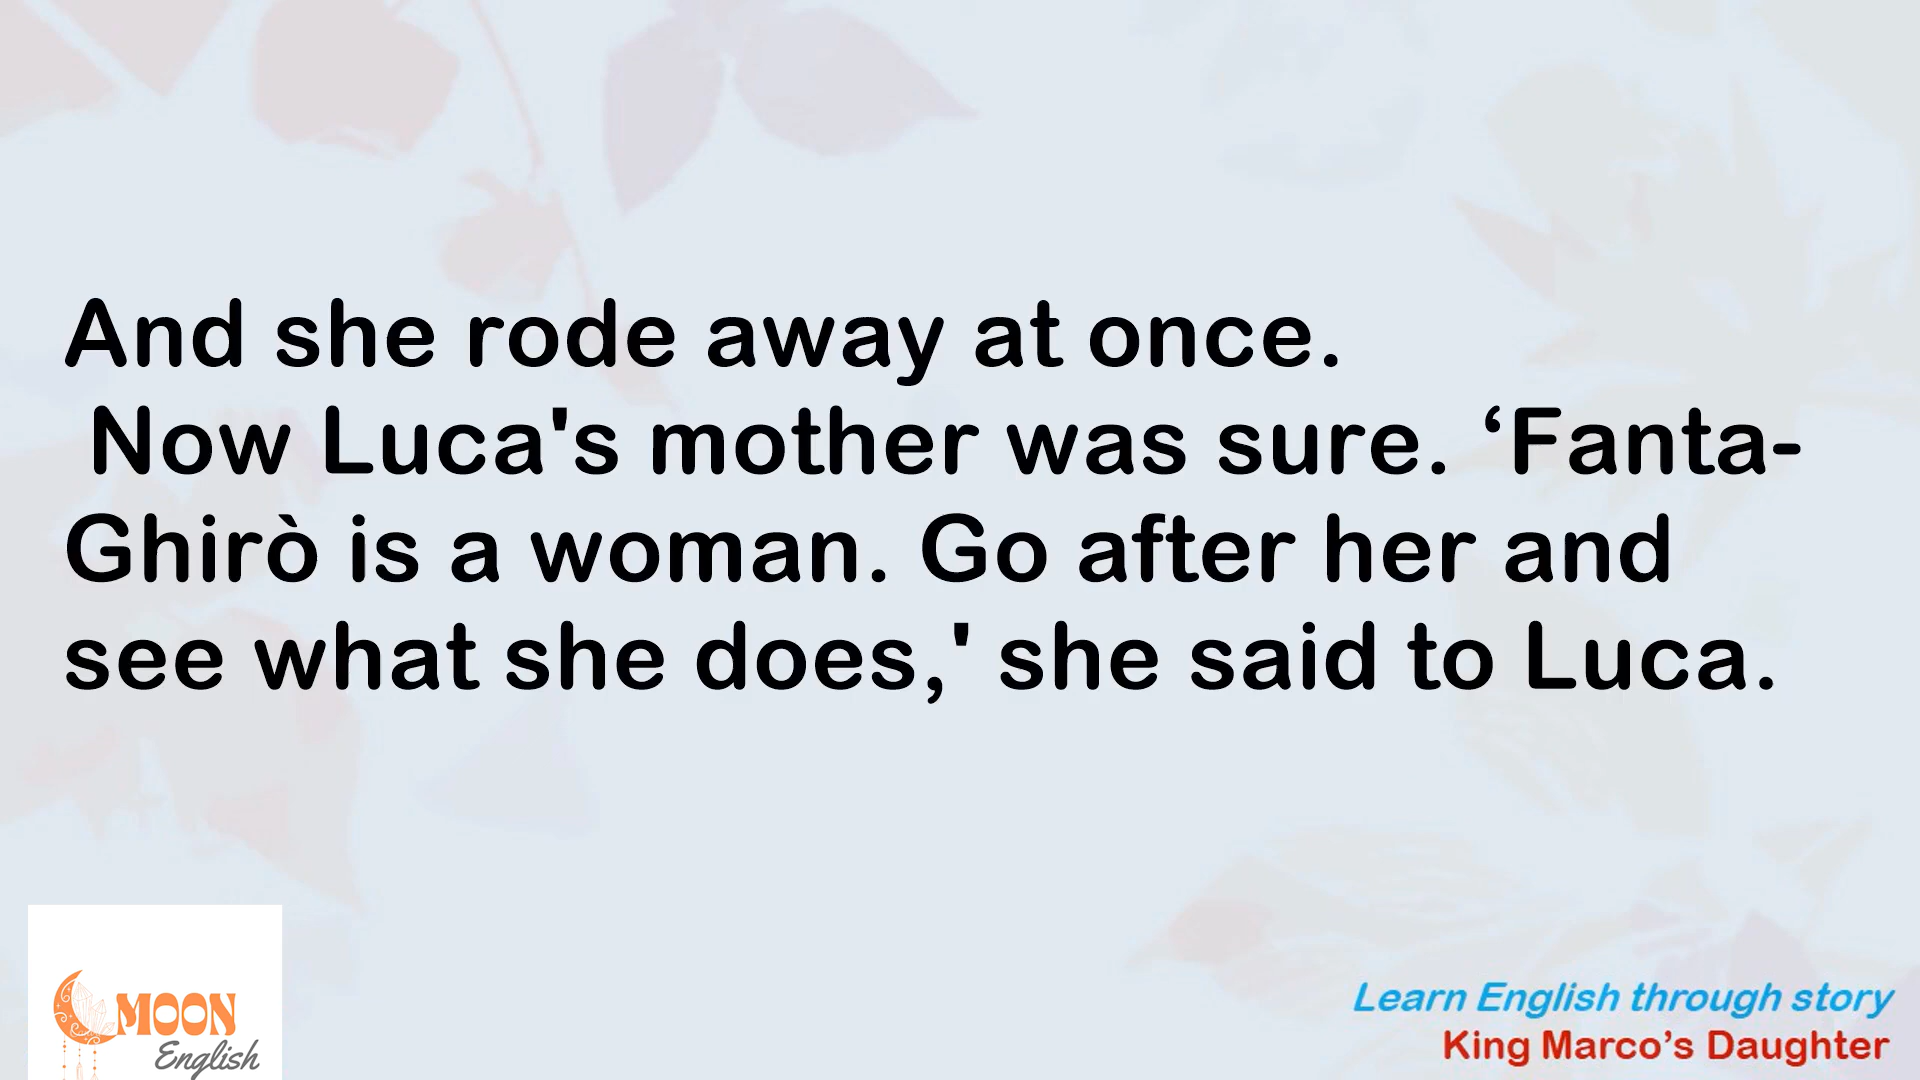 And she rode away at once.
Now Luca's mother was sure. ‘Fanta-
Ghirò is a woman. Go after her and
see what she does,' she said to Luca.
MOON
English
Learn English through story
King Marco’s Daughter